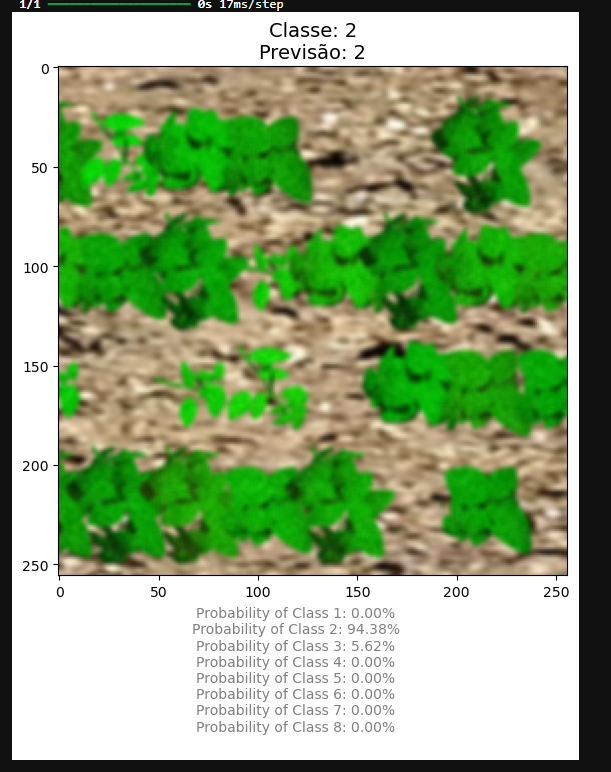 1/1 ━━━━━━━━━━━━━━━━━━━━ 0s 17ms/step
Classe: 2
Previsão: 2
0
50
100
150
200
250
0 50 100 150 200 250
Probability of Class 1: 0.00%
Probability of Class 2: 94.38%
Probability of Class 3: 5.62%
Probability of Class 4: 0.00%
Probability of Class 5: 0.00%
Probability of Class 6: 0.00%
Probability of Class 7: 0.00%
Probability of Class 8: 0.00%